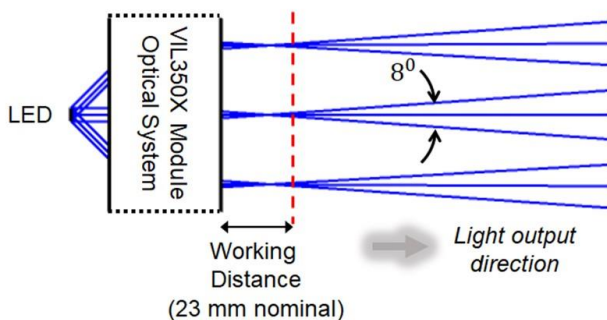 LED
VIL350X Module
Optical System
8⁰
Working
Distance
(23 mm nominal)
Light output
direction